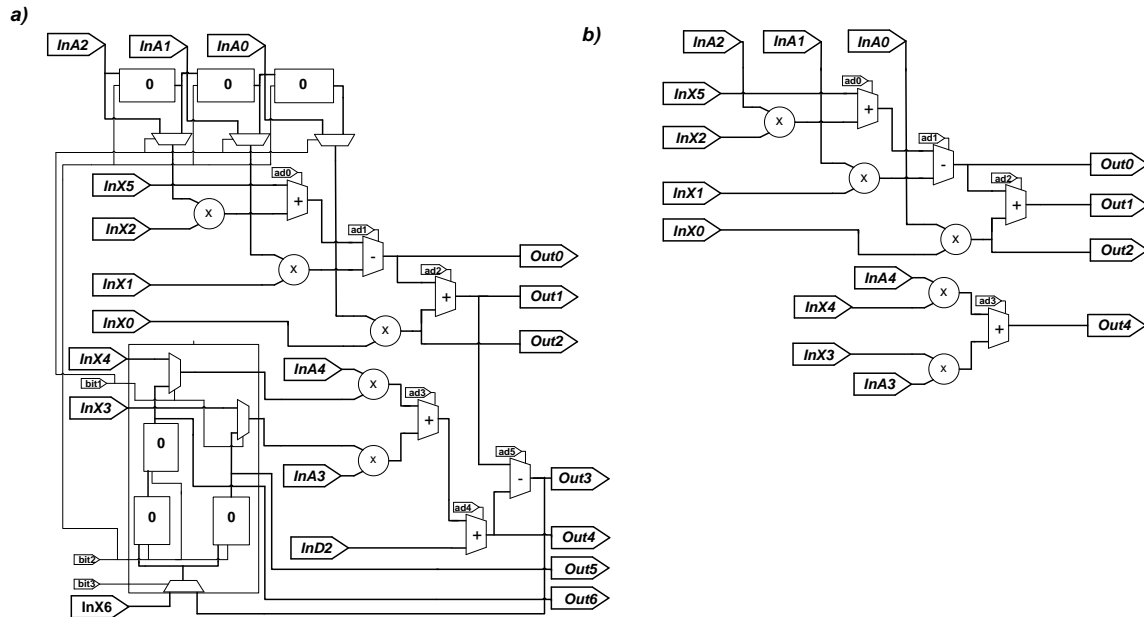 a)
InA2 InA1 InA0
0 0 0
InX5
ad0
+
InX2
x
ad1
-
InX1
x
Out0
ad2
+
Out1
InX0
x
Out2
InX4
bit1
InA4
x
InX3
ad3
+
0
x
InA3
ad5
-
Out3
0 0
ad4
+
InD2
Out4
bit2
Out5
bit3
InX6
Out6
b)
InA2 InA1 InA0
InX5
ad0
+
InX2
x
ad1
-
Out0
InX1
x
ad2
+
Out1
InX0
x
Out2
InA4
x
InX4
ad3
+
Out4
InX3
x
InA3